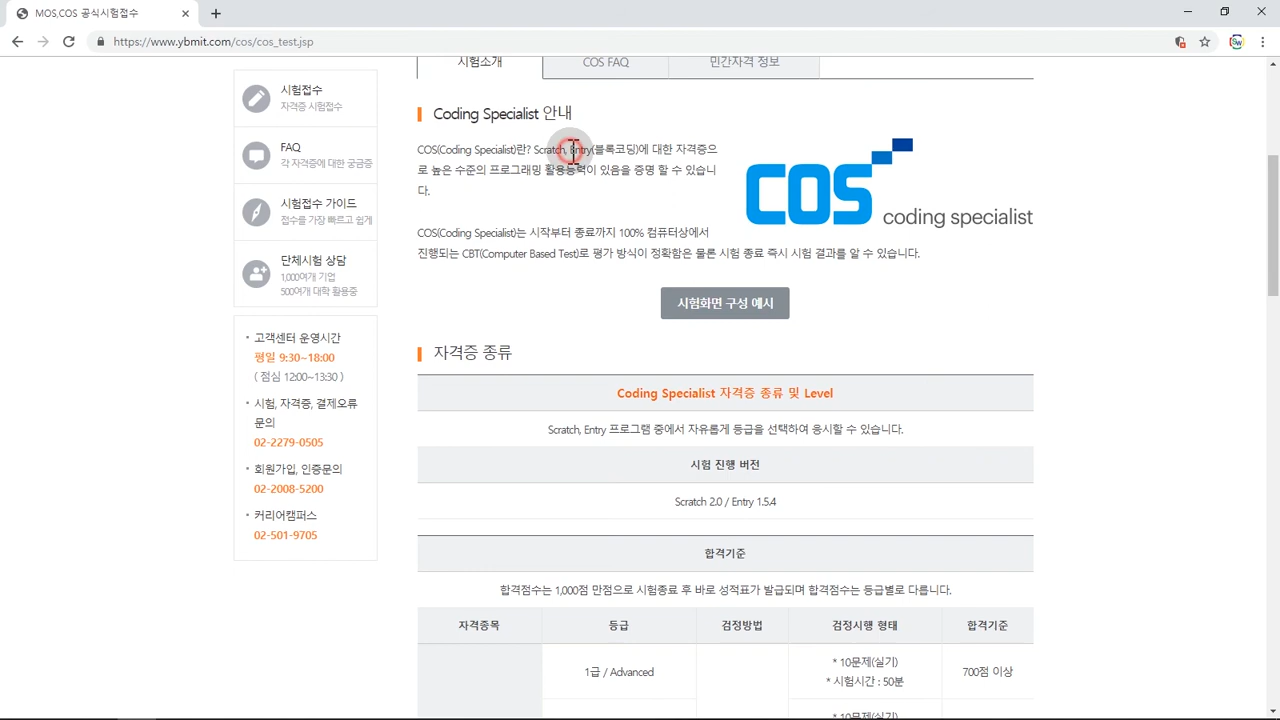 MOS,COS 공식시험접수
https://www.ybmit.com/cos/cos_test.jsp
시험접수
자격증 시험접수
FAQ
각 자격증에 대한 궁금증
시험접수 가이드
접수를 가장 빠르고 쉽게
단체시험 상담
1,000여개 기업
500여개 대학 활용중
고객센터 운영시간
평일 9:30~18:00
( 점심 12:00~13:30 )
시험, 자격증, 결제오류
문의
02-2279-0505
회원가입, 인증문의
02-2008-5200
커리어캠퍼스
02-501-9705
시험소개
COS FAQ
민간자격 정보
Coding Specialist 안내
COS(Coding Specialist)란? Scratch, Entry(블록코딩)에 대한 자격증으
로 높은 수준의 프로그래밍 활용능력이 있음을 증명 할 수 있습니
다.
COS
coding specialist
COS(Coding Specialist)는 시작부터 종료까지 100% 컴퓨터상에서
진행되는 CBT(Computer Based Test)로 평가 방식이 정확함은 물론 시험 종료 즉시 시험 결과를 알 수 있습니다.
시험화면 구성 예시
자격증 종류
Coding Specialist 자격증 종류 및 Level
Scratch, Entry 프로그램 중에서 자유롭게 등급을 선택하여 응시할 수 있습니다.
시험 진행 버전
Scratch 2.0 / Entry 1.5.4
합격기준
합격점수는 1,000점 만점으로 시험종료 후 바로 성적표가 발급되며 합격점수는 등급별로 다릅니다.
자격종목 등급 검정방법 검정시행 형태 합격기준
1급 / Advanced
* 10문제(실기)
* 시험시간 : 50분
700점 이상
* 10문제(실기)